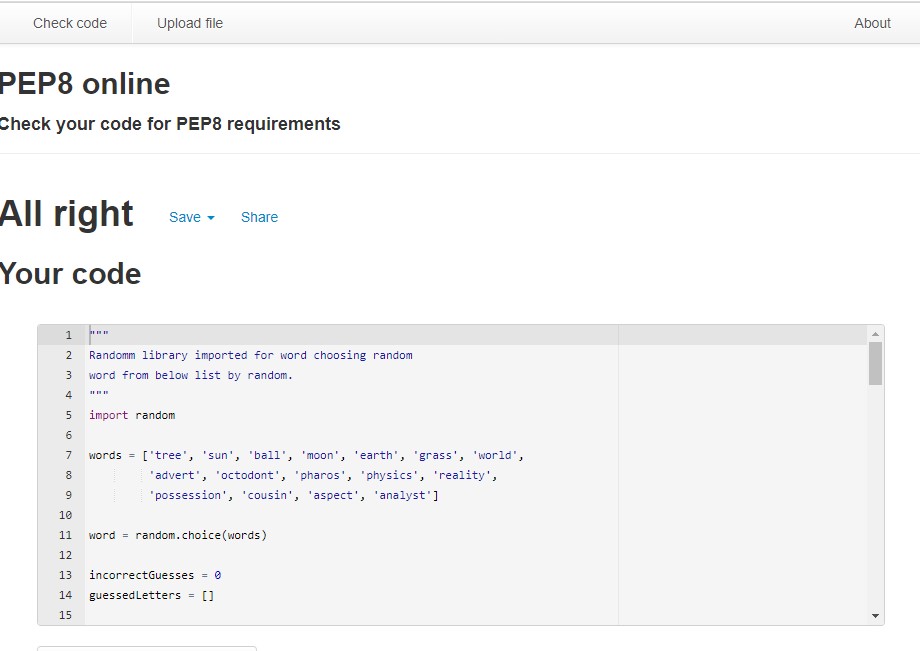 Check code Upload file About
PEP8 online
Check your code for PEP8 requirements
All right Save Share
Your code
1 """
2 Randomm library imported for word choosing random
3 word from below list by random.
4 """
5 import random
6
7 words = ['tree', 'sun', 'ball', 'moon', 'earth', 'grass', 'world',
8 'advert', 'octodont', 'pharos', 'physics', 'reality',
9 'possession', 'cousin', 'aspect', 'analyst']
10
11 word = random.choice(words)
12
13 incorrectGuesses = 0
14 guessedLetters = []
15